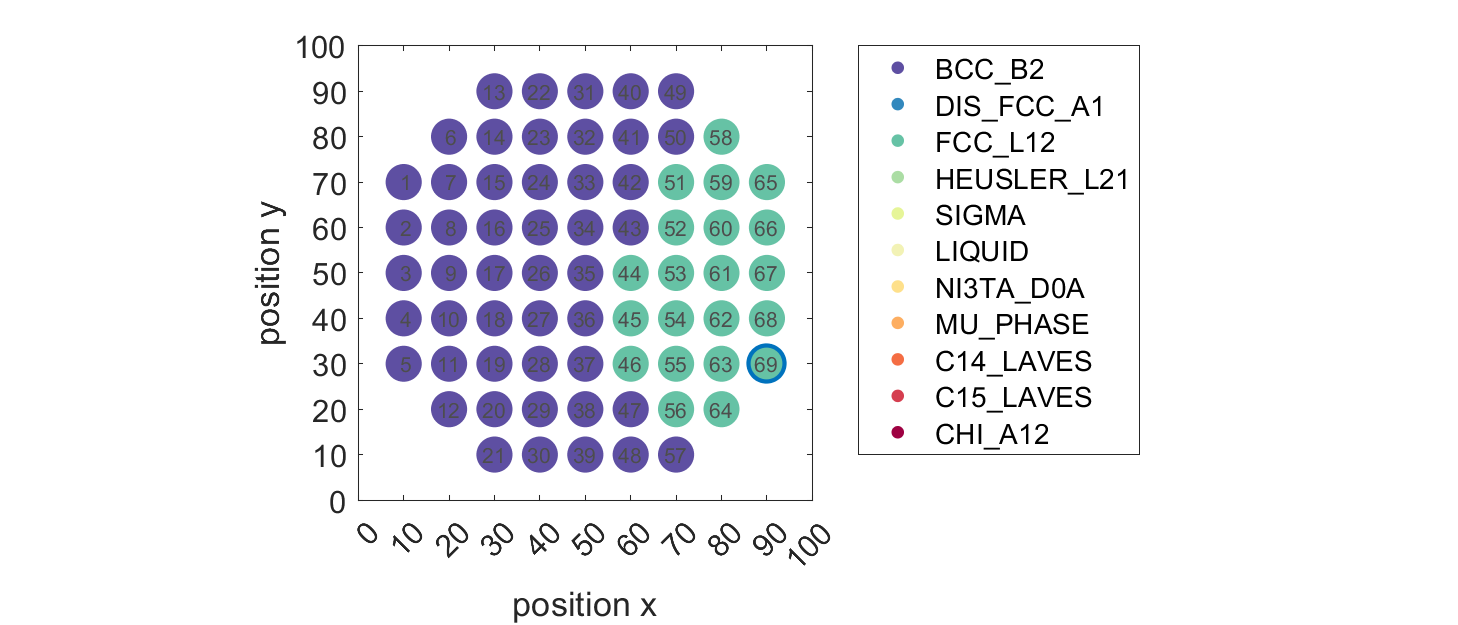 100
90
80
70
60
50
40
30
20
10
0
position y
13 22 31 40 49
6 14 23 32 41 50 58
1 7 15 24 33 42 51 59 65
2 8 16 25 34 43 52 60 66
3 9 17 26 35 44 53 61 67
4 10 18 27 36 45 54 62 68
5 11 19 28 37 46 55 63 69
12 20 29 38 47 56 64
21 30 39 48 57
0 10 20 30 40 50 60 70 80 90 100
position x
BCC_B2
DIS_FCC_A1
FCC_L12
HEUSLER_L21
SIGMA
LIQUID
NI3TA_D0A
MU_PHASE
C14_LAVES
C15_LAVES
CHI_A12